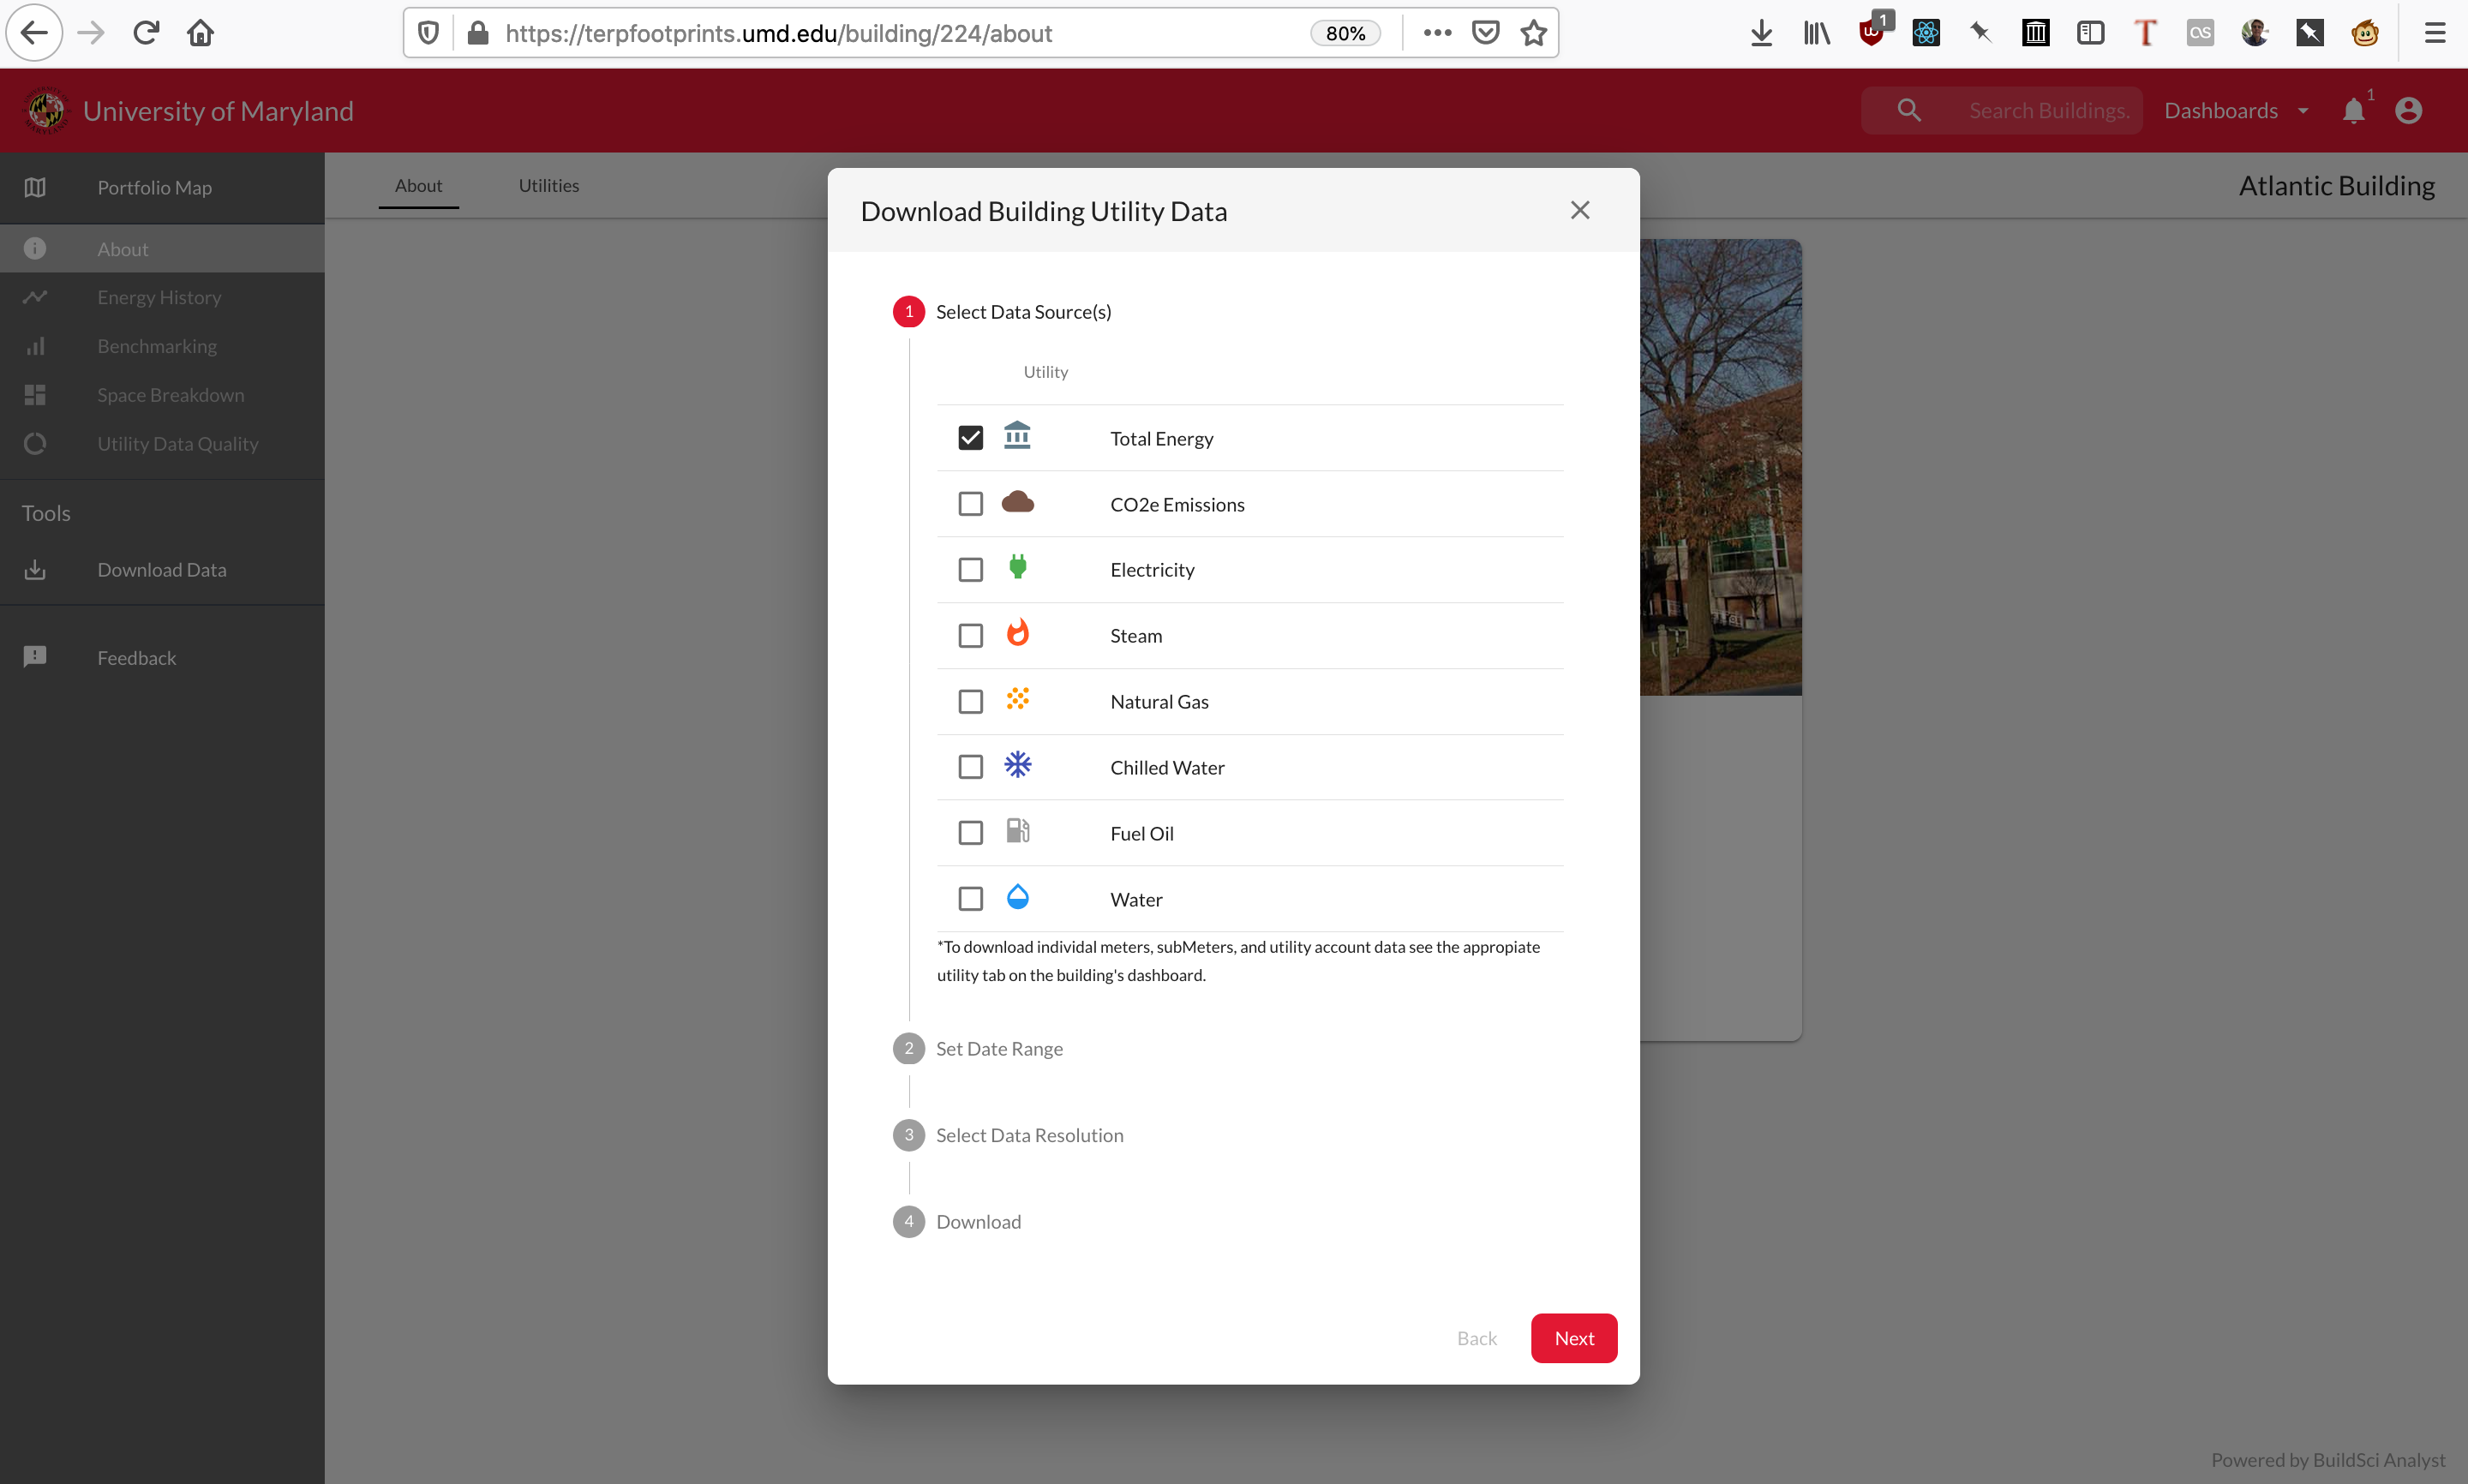 https://terpfootprints.umd.edu/building/224/about
80%
1
University of Maryland
Search Buildings.
Dashboards
1
Portfolio Map
About
Utilities
Atlantic Building
About
Energy History
Benchmarking
Space Breakdown
Utility Data Quality
Tools
Download Data
Feedback
Download Building Utility Data
1 Select Data Source(s)
Utility
Total Energy
CO2e Emissions
Electricity
Steam
Natural Gas
Chilled Water
Fuel Oil
Water
*To download individal meters, subMeters, and utility account data see the appropiate
utility tab on the building's dashboard.
2 Set Date Range
3 Select Data Resolution
4 Download
Back
Next
Powered by BuildSci Analyst